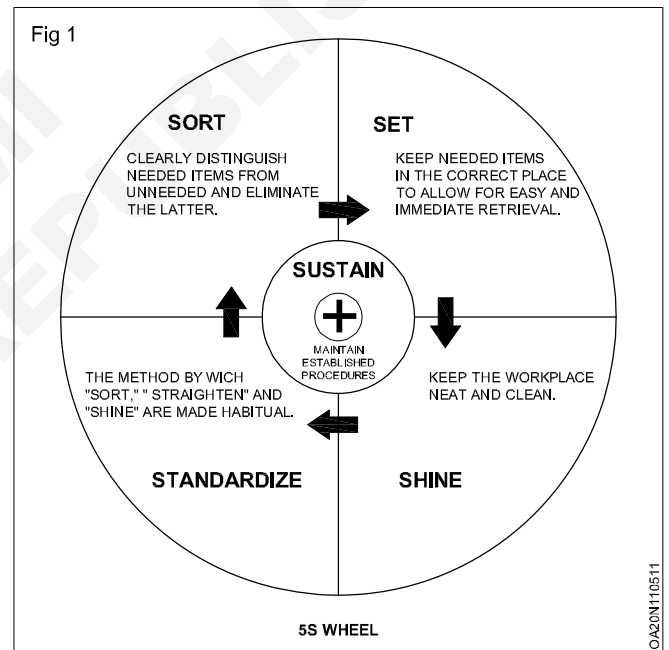 Fig 1
SORT
CLEARLY DISTINGUISH
NEEDED ITEMS FROM
UNNEEDED AND ELIMINATE
THE LATTER.
SET
KEEP NEEDED ITEMS
IN THE CORRECT PLACE
TO ALLOW FOR EASY AND
IMMEDIATE RETRIEVAL.
SUSTAIN
MAINTAIN
ESTABLISHED
PROCEDURES
THE METHOD BY WICH
"SORT," " STRAIGHTEN" AND
"SHINE" ARE MADE HABITUAL.
STANDARDIZE
KEEP THE WORKPLACE
NEAT AND CLEAN.
SHINE
5S WHEEL
OA20N110511